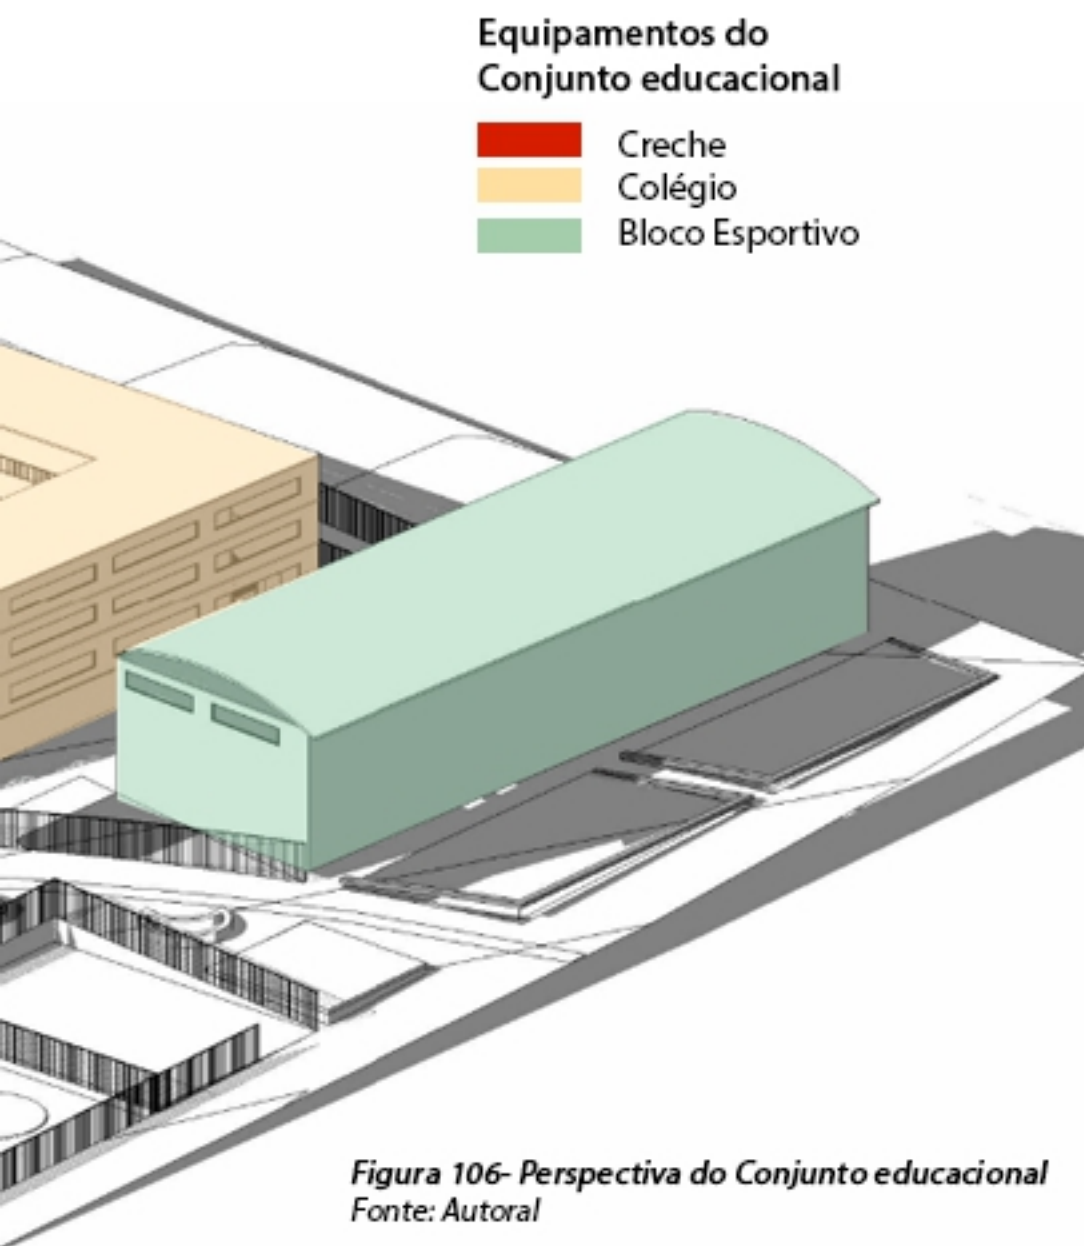 Equipamentos do
Conjunto educacional
Creche
Colégio
Bloco Esportivo
Figura 106- Perspectiva do Conjunto educacional
Fonte: Autoral